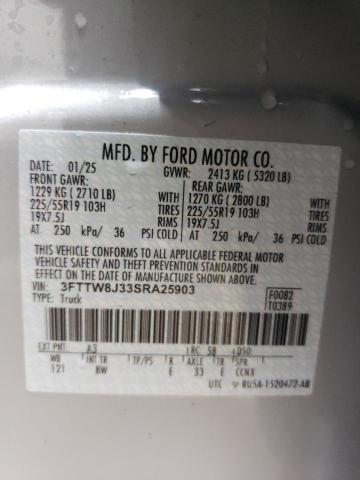 MFD. BY FORD MOTOR CO.
DATE: 01/25 GVWR: 2413 KG ( 5320 LB)
FRONT GAWR: REAR GAWR:
1229 KG ( 2710 LB) WITH 1270 KG ( 2800 LB) WITH
225/55R19 103H TIRES 225/55R19 103H TIRES
19X7.5J RIMS 19X7.5J RIMS
AT 250 kPa/ 36 PSI COLD AT 250 kPa/ 36 PSI COLD
THIS VEHICLE CONFORMS TO ALL APPLICABLE FEDERAL MOTOR
VEHICLE SAFETY AND THEFT PREVENTION STANDARDS IN EFFECT
ON THE DATE OF MANUFACTURE SHOWN ABOVE.
VIN: 3FTTW8J33SRA25903 F0082
TYPE: Truck T0389
EXT PNT: A3 RC: 58 DSO:
WB INT TR TP/PS R AXLE TR SPR
121 BW E 33 E CCNX
UTC RU5A-1520472-AB